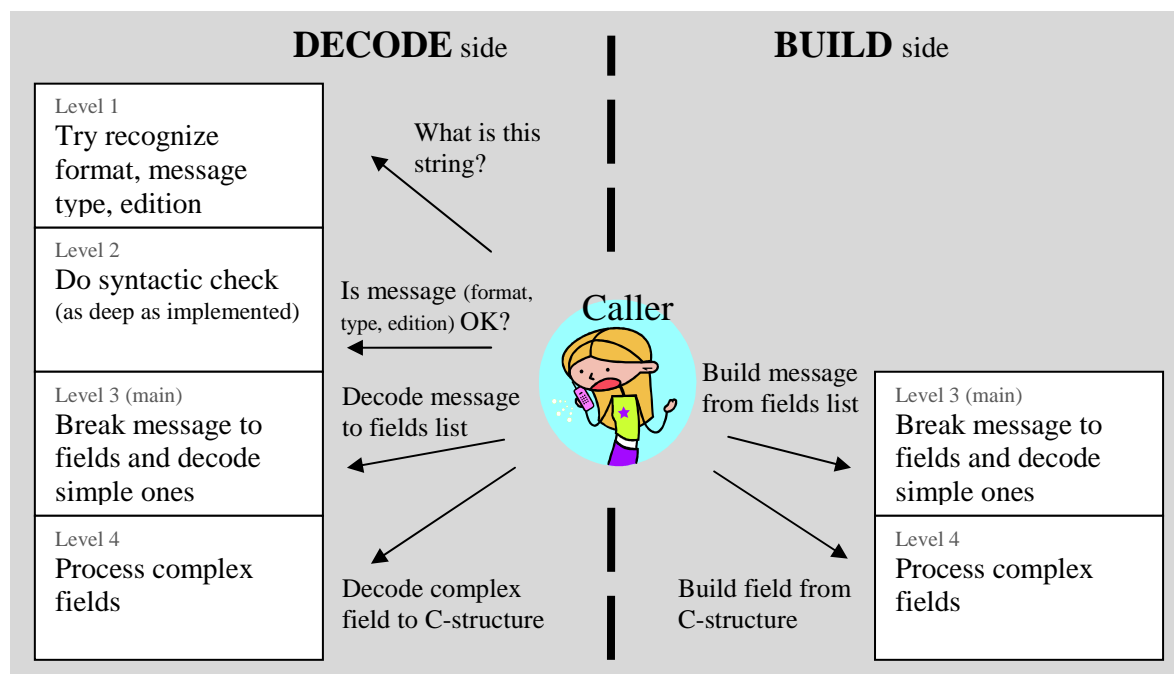 DECODE side
BUILD side
Level 1
Try recognize
format, message
type, edition
What is this
string?
Level 2
Do syntactic check
(as deep as implemented)
Is message (format,
type, edition) OK?
Caller
Level 3 (main)
Break message to
fields and decode
simple ones
Decode message
to fields list
Build message
from fields list
Level 3 (main)
Break message to
fields and decode
simple ones
Level 4
Process complex
fields
Decode complex
field to C-structure
Build field from
C-structure
Level 4
Process complex
fields